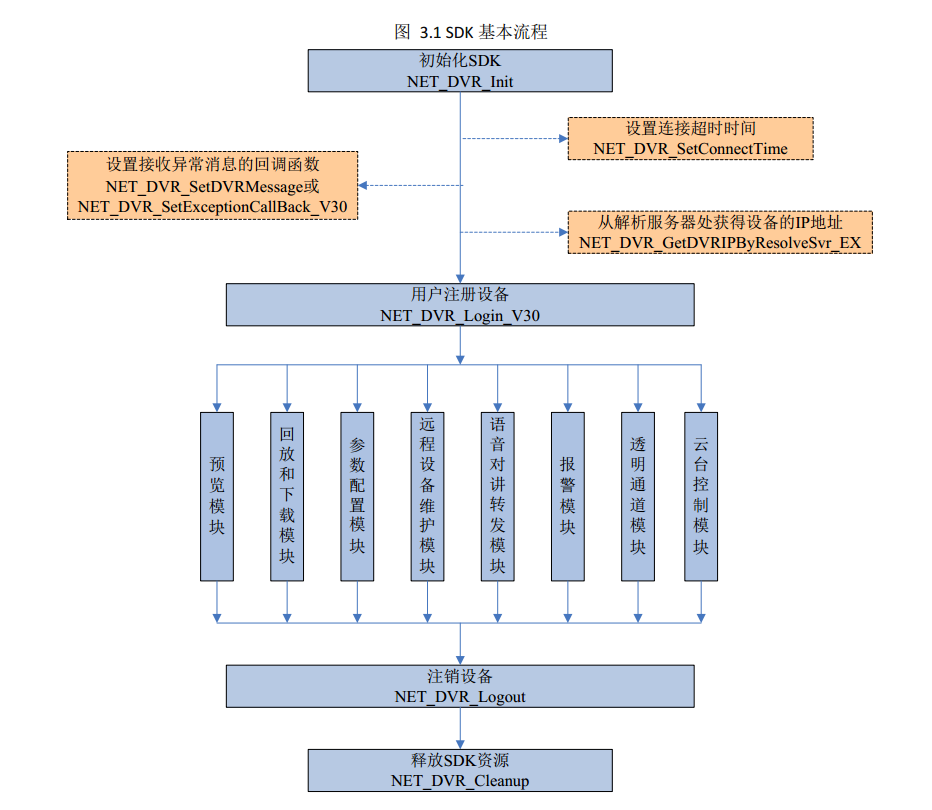 图 3.1 SDK 基本流程
初始化SDK
NET_DVR_Init
设置连接超时时间
NET_DVR_SetConnectTime
设置接收异常消息的回调函数
NET_DVR_SetDVRMessage或
NET_DVR_SetExceptionCallBack_V30
从解析服务器处获得设备的IP地址
NET_DVR_GetDVRIPByResolveSvr_EX
用户注册设备
NET_DVR_Login_V30
预览模块
回放和下载模块
参数配置模块
远程设备维护模块
语音对讲转发模块
报警模块
透明通道模块
云台控制模块
注销设备
NET_DVR_Logout
释放SDK资源
NET_DVR_Cleanup